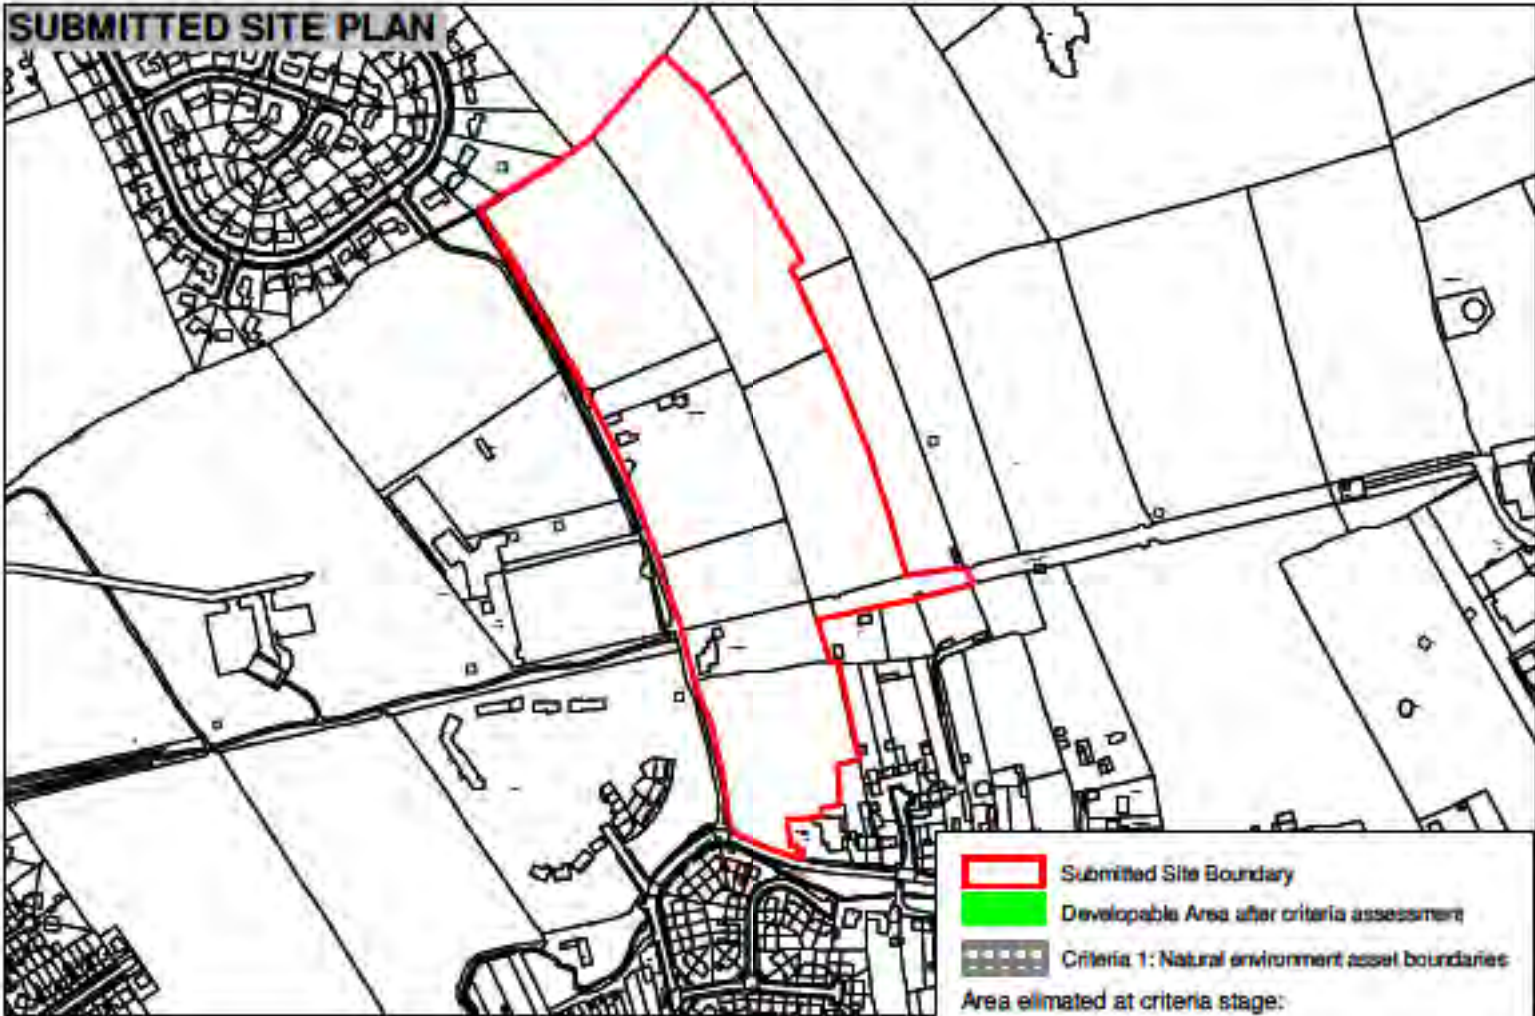 SUBMITTED SITE PLAN
Submitted Site Boundary
Developable Area after criteria assessment
Criteria 1: Natural environment asset boundaries
Area elimated at criteria stage: